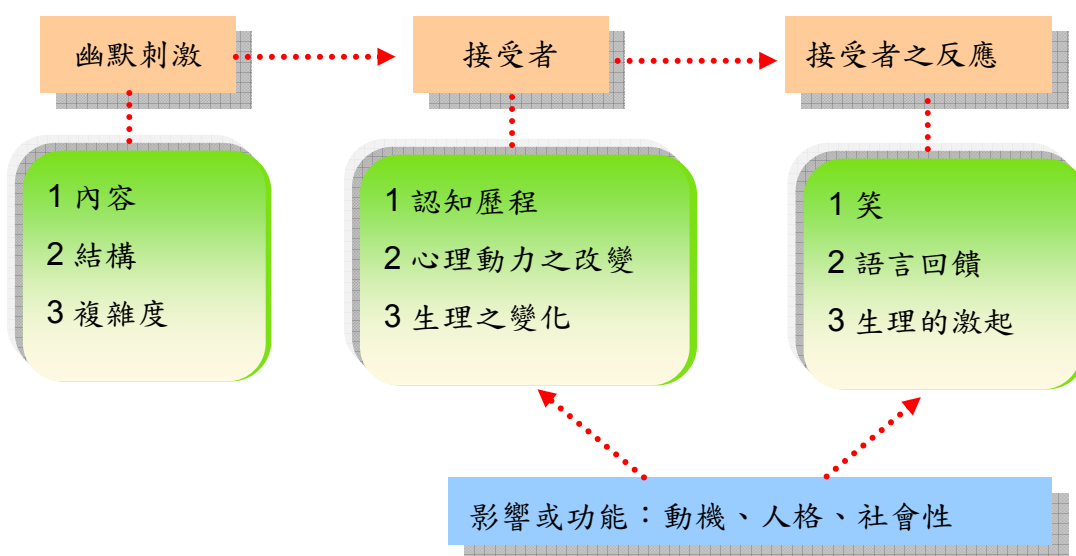 幽默刺激
接受者
接受者之反應
1 內容
2 結構
3 複雜度
1 認知歷程
2 心理動力之改變
3 生理之變化
1 笑
2 語言回饋
3 生理的激起
影響或功能：動機、人格、社會性